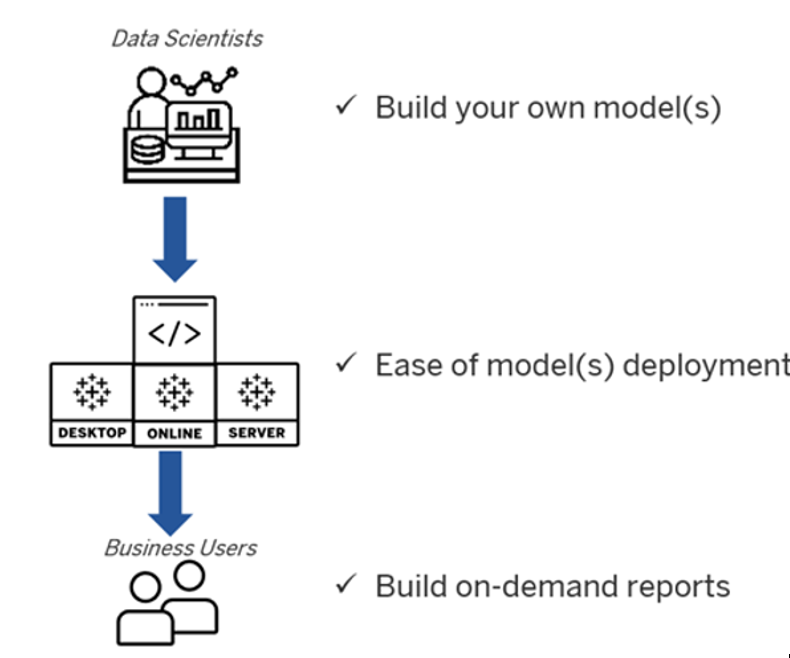 Data Scientists
✓ Build your own model(s)
</>
✓ Ease of model(s) deployment
DESKTOP ONLINE SERVER
Business Users
✓ Build on-demand reports